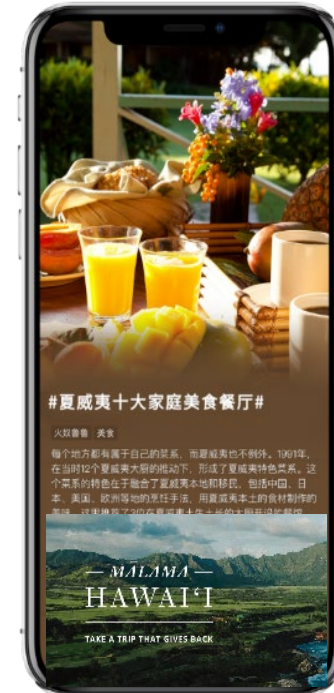 #夏威夷十大家庭美食餐厅#
火奴鲁鲁 美食
每个地方都有属于自己的菜系，而夏威夷也不例外。1991年，
在当时12个夏威夷大厨的推动下，形成了夏威夷特色菜系。这
个菜系的特色在于融合了夏威夷本地和移民，包括中国、日
本、美国、欧洲等地的烹饪手法，用夏威夷本土的食材制作的
MĀLAMA
HAWAIʻI
TAKE A TRIP THAT GIVES BACK